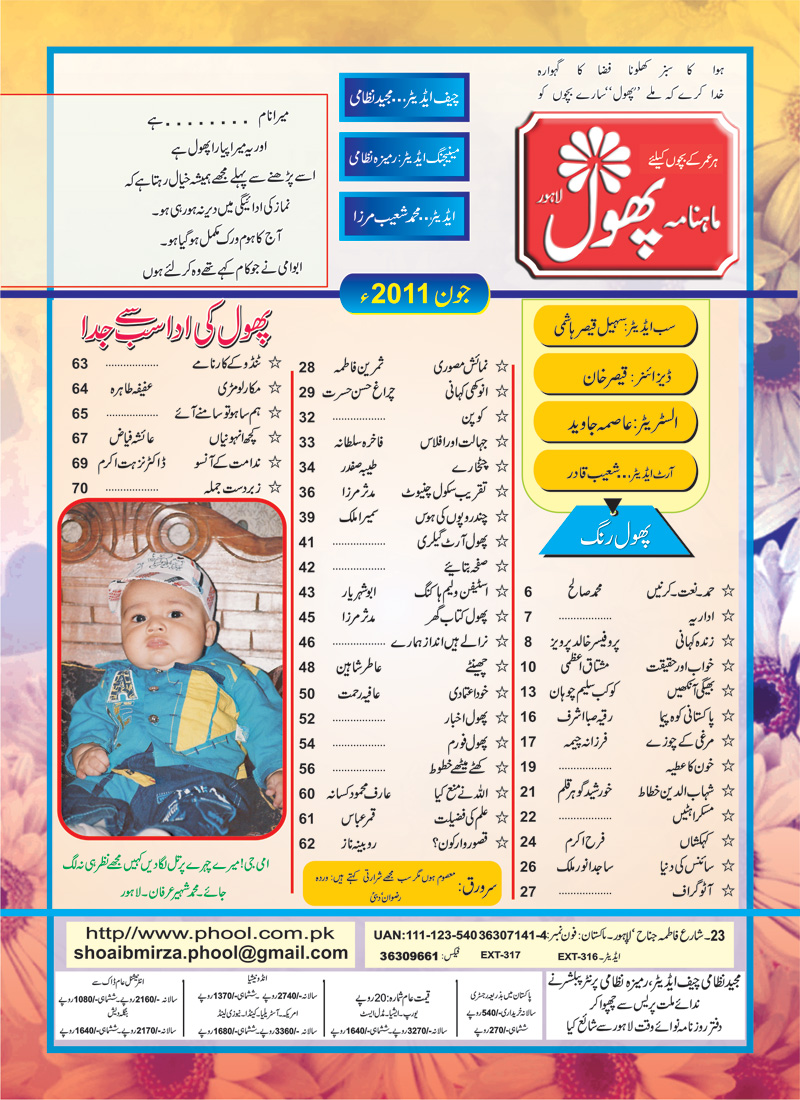 ہوا کا سبز کھلونا فضا کا گہوارہ
خدا کرے کہ ملے ’’پھول‘‘ سارے بچوں کو
ہر عمر کے بچوں کیلئے
ماہنامہ پھول لاہور
چیف ایڈیٹر...مجید نظامی
مینیجنگ ایڈیٹر: رمیزہ نظامی
ایڈیٹر...محمد شعیب مرزا
میرا نام ........ ہے
اور یہ میرا پیارا پھول ہے
اسے پڑھنے سے پہلے مجھے ہمیشہ خیال رہتا ہے کہ
نماز کی ادائیگی میں دیر نہ ہو رہی ہو۔
آج کا ہوم ورک مکمل ہو گیا ہو۔
ابو امی نے جو کام کہے تھے وہ کر لئے ہوں
جون 2011ء
سب ایڈیٹر: سہیل قیصر ہاشمی
ڈیزائنر: قیصر خان
السٹریٹر: عاصمہ جاوید
آرٹ ایڈیٹر... شعیب قادر
پھول رنگ
☆ حمد۔نعت۔کرنیں محمد صالح 6
☆ اداریہ ................ 7
☆ زندہ کہانی پروفیسر خالد پرویز 8
☆ خواب اور حقیقت مشتاق اعظمی 10
☆ بھیگی آنکھیں کوکب سلیم چوہان 13
☆ پاکستانی کوہ پیما رقیہ صبا اشرف 16
☆ مرغی کے چوزے فرزانہ چیمہ 17
☆ خون کا عطیہ ................ 19
☆ شہاب الدین خطاط خورشید گوہر قلم 21
☆ مسکراہٹیں ................ 22
☆ کہکشاں فرح اکرم 24
☆ سائنس کی دنیا ساجد انور ملک 26
☆ آٹو گراف ................ 27
☆ نمائش مصوری ثمرین فاطمہ 28
☆ انوکھی کہانی چراغ حسن حسرت 29
☆ کوپن ................ 32
☆ جہالت اور افلاس فاخرہ سلطانہ 33
☆ چٹخارے طیبہ صفدر 34
☆ تقریب سکول چنیوٹ مدثر مرزا 36
☆ چند روپوں کی ہوس سمیرا ملک 39
☆ پھول آرٹ گیلری ................ 41
☆ صفحہ بتایئے ................ 42
☆ اسٹیفن ولیم ہاکنگ ابو شہریار 43
☆ پھول کتاب گھر مدثر مرزا 45
☆ نرالے ہیں انداز ہمارے ................ 46
☆ چھینٹے عاطر شاہین 48
☆ خود اعتمادی عافیہ رحمت 50
☆ پھول اخبار ................ 52
☆ پھول فورم ................ 54
☆ کھٹے میٹھے خطوط ................ 56
☆ اللہ نے منع کیا عارف محمود کسانہ 60
☆ علم کی فضیلت قمر عباس 61
☆ قصور وار کون؟ روبینہ ناز 62
سرورق: معصوم ہوں مگر سب مجھے شرارتی کہتے ہیں: وردہ
رضوان دُبئی
پھول کی ادا سب سے جدا
☆ ٹنڈو کے کارنامے ................ 63
☆ مکار لومڑی عفیفہ طاہرہ 64
☆ ہم سا ہو تو سامنے آئے ................ 65
☆ کچھ انہونیاں عائشہ فیاض 67
☆ ندامت کے آنسو ڈاکٹر نزہت اکرم 69
☆ زبردست جملہ ................ 70
امی جی! میرے چہرے پر تل لگا دیں کہیں مجھے نظر ہی نہ لگ
جائے۔ محمد شہیر عرفان۔لاہور
23۔شارع فاطمہ جناح ’لاہور۔ پاکستان: فون نمبر: 4-36307141 UAN:111-123-540
ایڈیٹر۔EXT-316 EXT-317 فیکس: 36309661
http//www.phool.com.pk
shoaibmirza.phool@gmail.com
مجید نظامی چیف ایڈیٹر، رمیزہ نظامی پرنٹر پبلشر نے
ندائے ملت پریس سے چھپوا کر
دفتر روزنامہ نوائے وقت لاہور سے شائع کیا
پاکستان میں بذریعہ رجسٹری
سالانہ خریداری-/540 روپے
ششماہی-/270 روپے
قیمت عام شمارہ: 20 روپے
یورپ۔ایشیا۔مڈل ایسٹ
سالانہ-/3270 روپے۔ششماہی-/1640 روپے
انڈونیشیا
سالانہ-/2740 روپے۔ششماہی-/1370 روپے
امریکہ۔آسٹریلیا۔کینیڈا۔نیوزی لینڈ
سالانہ-/3360 روپے۔ششماہی-/1680 روپے
انٹرنیشنل عام ڈاک سے
سالانہ-/2160 روپے۔ششماہی-/1080 روپے
بنگلہ دیش
سالانہ-/2170 روپے۔ششماہی-/1640 روپے